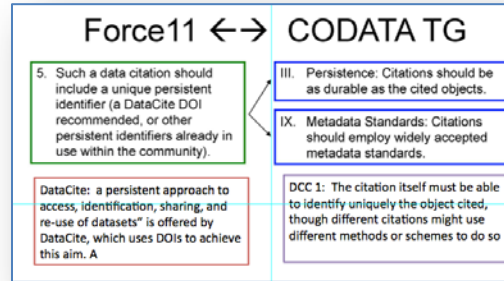 Force11 ←→ CODATA TG
5. Such a data citation should
include a unique persistent
identifier (a DataCite DOI
recommended, or other
persistent identifiers already in
use within the community).
III. Persistence: Citations should be
as durable as the cited objects.
IX. Metadata Standards: Citations
should employ widely accepted
metadata standards.
DataCite: a persistent approach to
access, identification, sharing, and
re-use of datasets” is offered by
DataCite, which uses DOIs to achieve
this aim. A
DCC 1: The citation itself must be able
to identify uniquely the object cited,
though different citations might use
different methods or schemes to do so